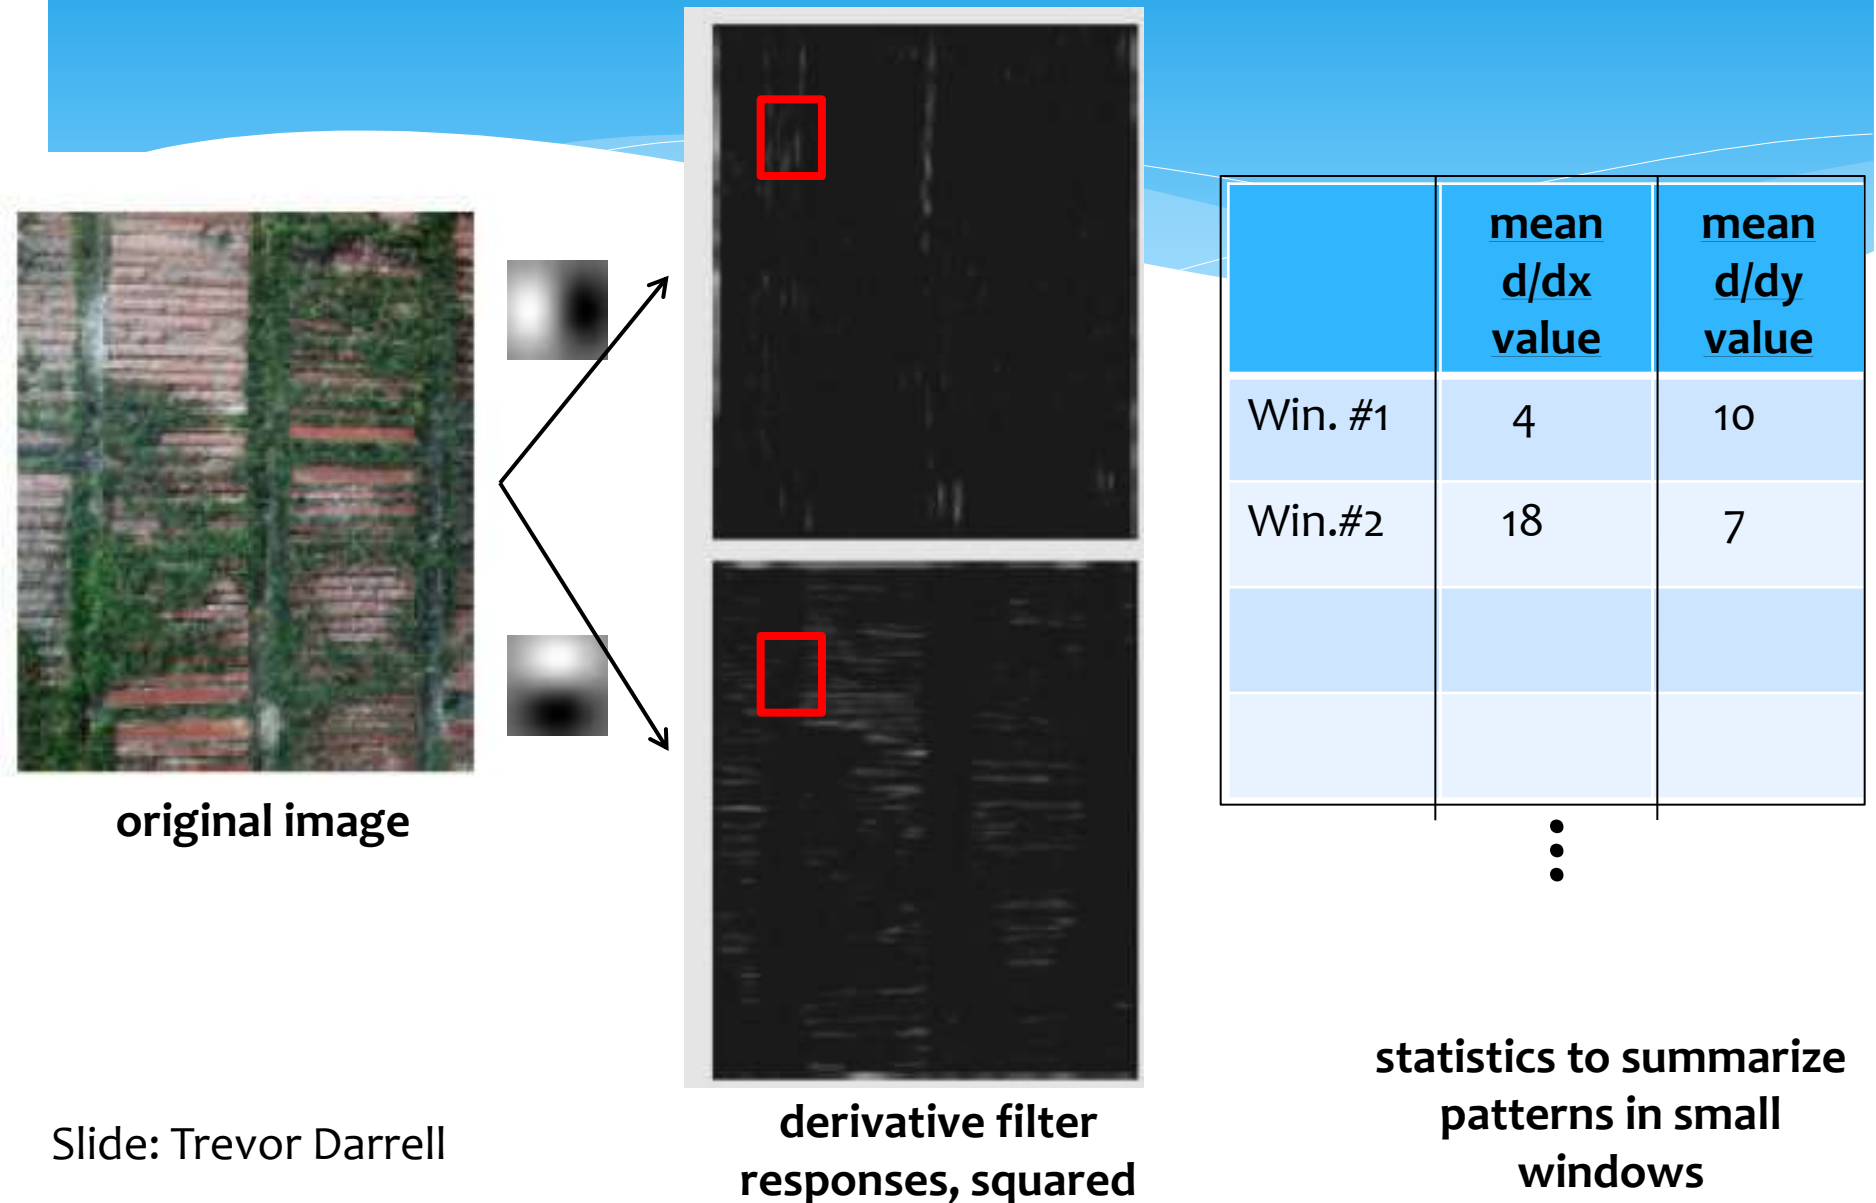 original image
Slide: Trevor Darrell
derivative filter
responses, squared
mean
d/dx
value
mean
d/dy
value
Win. #1 4 10
Win.#2 18 7
statistics to summarize
patterns in small
windows